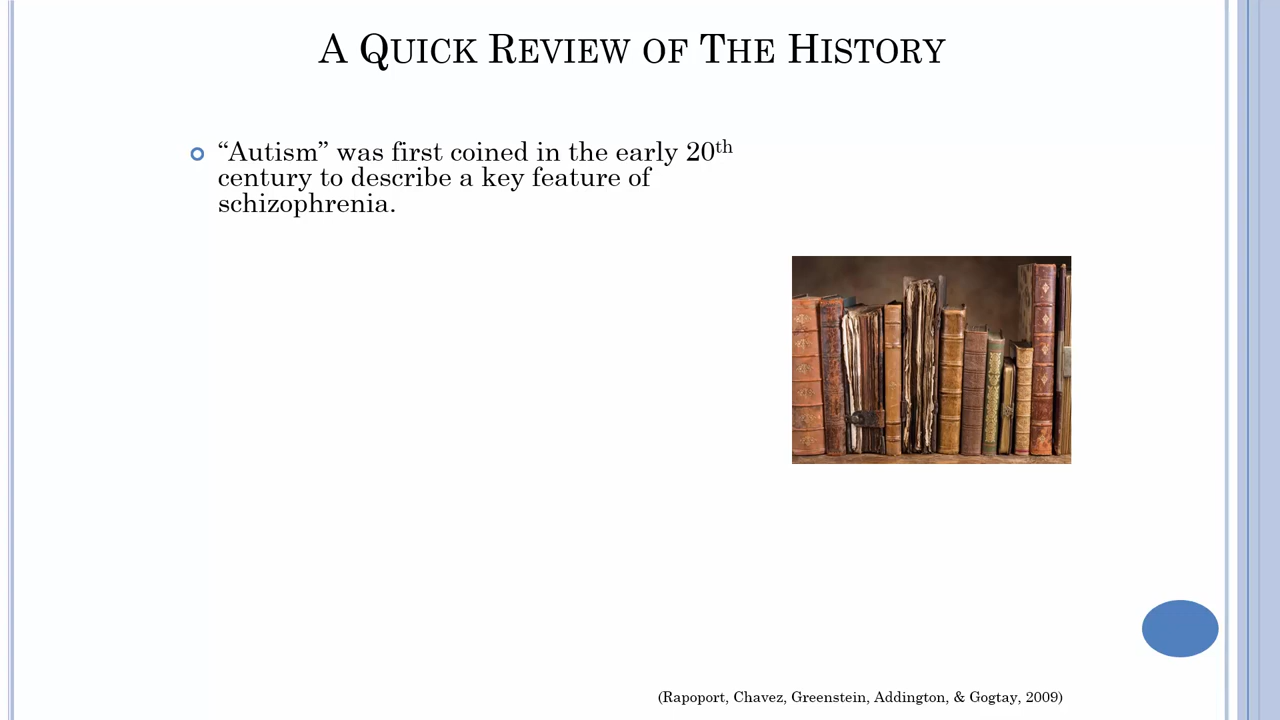 A Quick Review of The History
“Autism” was first coined in the early 20th
century to describe a key feature of
schizophrenia.
(Rapoport, Chavez, Greenstein, Addington, & Gogtay, 2009)